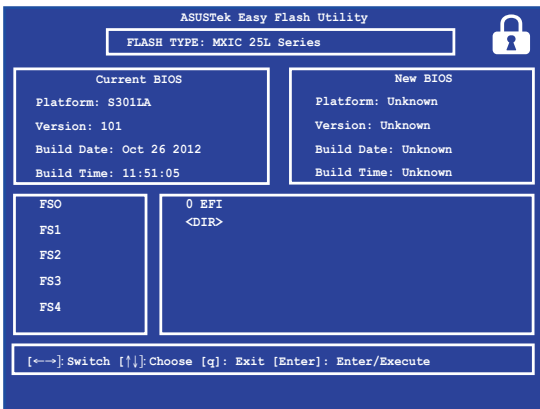 ASUSTek Easy Flash Utility
FLASH TYPE: MXIC 25L Series
Current BIOS
Platform: S301LA
Version: 101
Build Date: Oct 26 2012
Build Time: 11:51:05
New BIOS
Platform: Unknown
Version: Unknown
Build Date: Unknown
Build Time: Unknown
FSO
FS1
FS2
FS3
FS4
0 EFI
<DIR>
[←→]: Switch [↑↓]: Choose [q]: Exit [Enter]: Enter/Execute